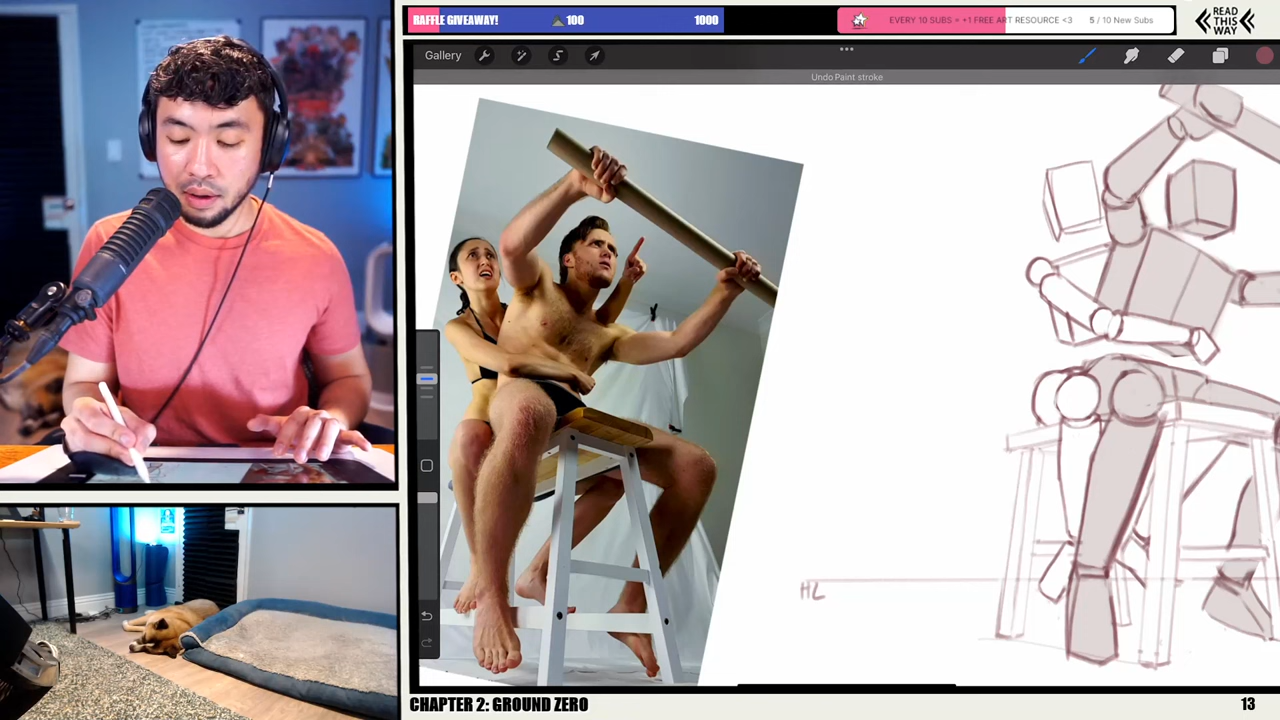 RAFFLE GIVEAWAY! 100 1000
EVERY 10 SUBS = +1 FREE ART RESOURCE <3 5 / 10 New Subs
READ
THIS
WAY
Gallery
Undo Paint stroke
HL
CHAPTER 2: GROUND ZERO
13